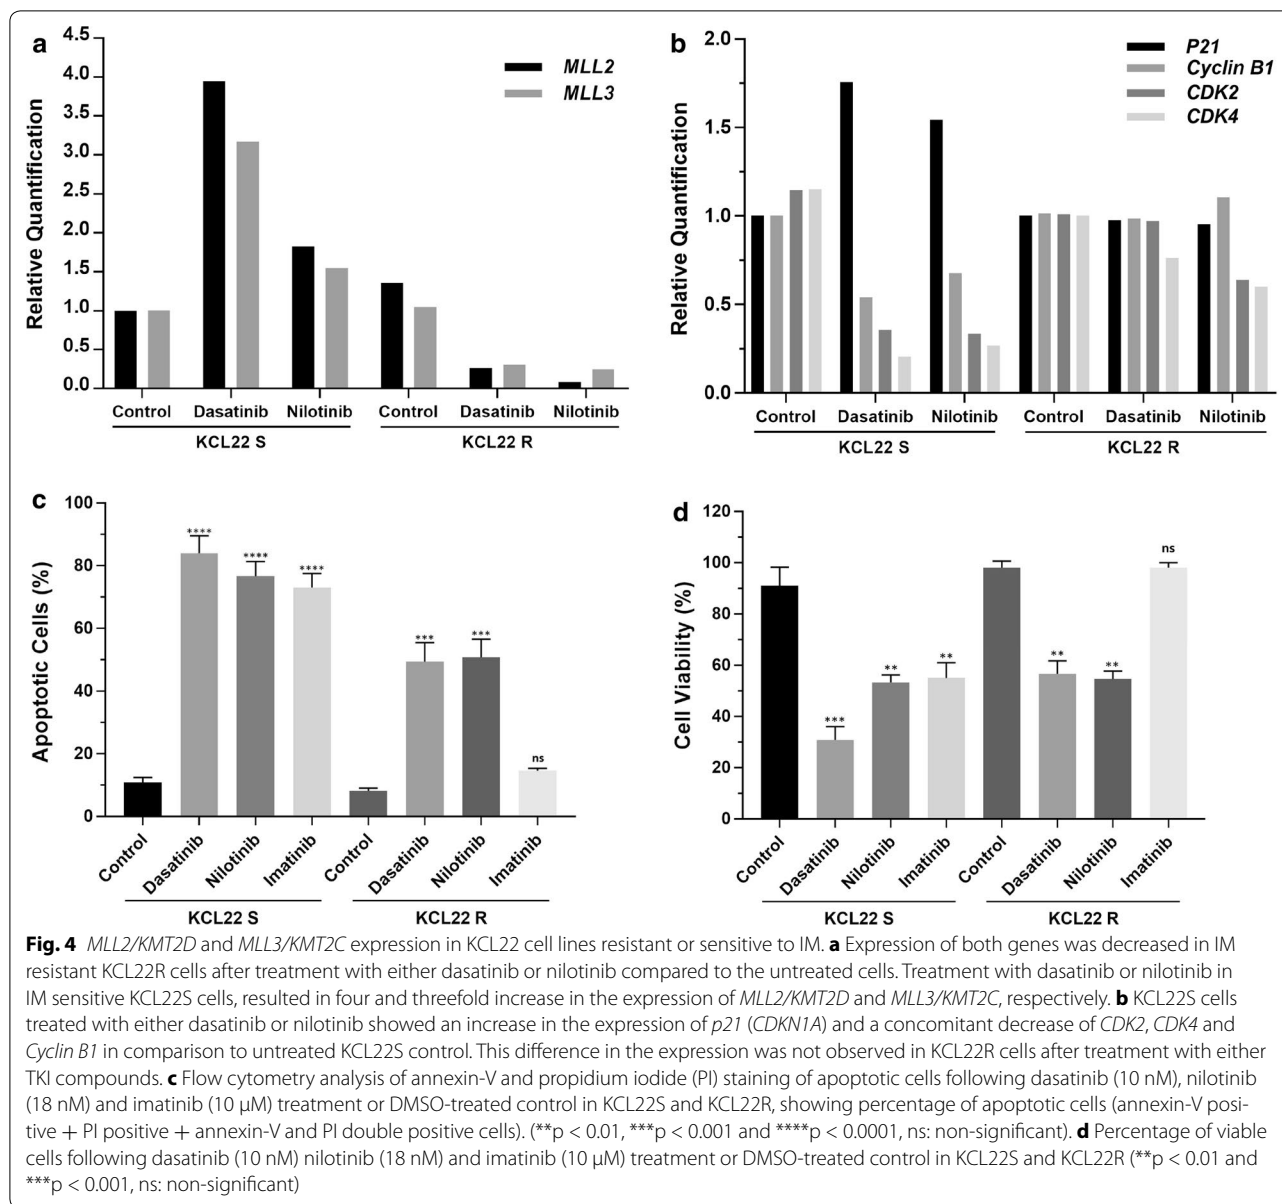 a
MLL2
MLL3
4.5
4.0
3.5
3.0
2.5
2.0
1.5
1.0
0.5
0.0
Relative Quantification
Control Dasatinib Nilotinib Control Dasatinib Nilotinib
KCL22 S KCL22 R
b
P21
Cyclin B1
CDK2
CDK4
2.0
1.5
1.0
0.5
0.0
Relative Quantification
Control Dasatinib Nilotinib Control Dasatinib Nilotinib
KCL22 S KCL22 R
c
100
80
60
40
20
0
Apoptotic Cells (%)
**** **** **** *** *** ns
Control Dasatinib Nilotinib Imatinib Control Dasatinib Nilotinib Imatinib
KCL22 S KCL22 R
d
120
100
80
60
40
20
0
Cell Viability (%)
*** ** ** ** ** ns
Control Dasatinib Nilotinib Imatinib Control Dasatinib Nilotinib Imatinib
KCL22 S KCL22 R
Fig. 4 MLL2/KMT2D and MLL3/KMT2C expression in KCL22 cell lines resistant or sensitive to IM. a Expression of both genes was decreased in IM
resistant KCL22R cells after treatment with either dasatinib or nilotinib compared to the untreated cells. Treatment with dasatinib or nilotinib in
IM sensitive KCL22S cells, resulted in four and threefold increase in the expression of MLL2/KMT2D and MLL3/KMT2C, respectively. b KCL22S cells
treated with either dasatinib or nilotinib showed an increase in the expression of p21 (CDKN1A) and a concomitant decrease of CDK2, CDK4 and
Cyclin B1 in comparison to untreated KCL22S control. This difference in the expression was not observed in KCL22R cells after treatment with either
TKI compounds. c Flow cytometry analysis of annexin-V and propidium iodide (PI) staining of apoptotic cells following dasatinib (10 nM), nilotinib
(18 nM) and imatinib (10 μM) treatment or DMSO-treated control in KCL22S and KCL22R, showing percentage of apoptotic cells (annexin-V posi-
tive + PI positive + annexin-V and PI double positive cells). (**p < 0.01, ***p < 0.001 and ****p < 0.0001, ns: non-significant). d Percentage of viable
cells following dasatinib (10 nM) nilotinib (18 nM) and imatinib (10 μM) treatment or DMSO-treated control in KCL22S and KCL22R (**p < 0.01 and
***p < 0.001, ns: non-significant)